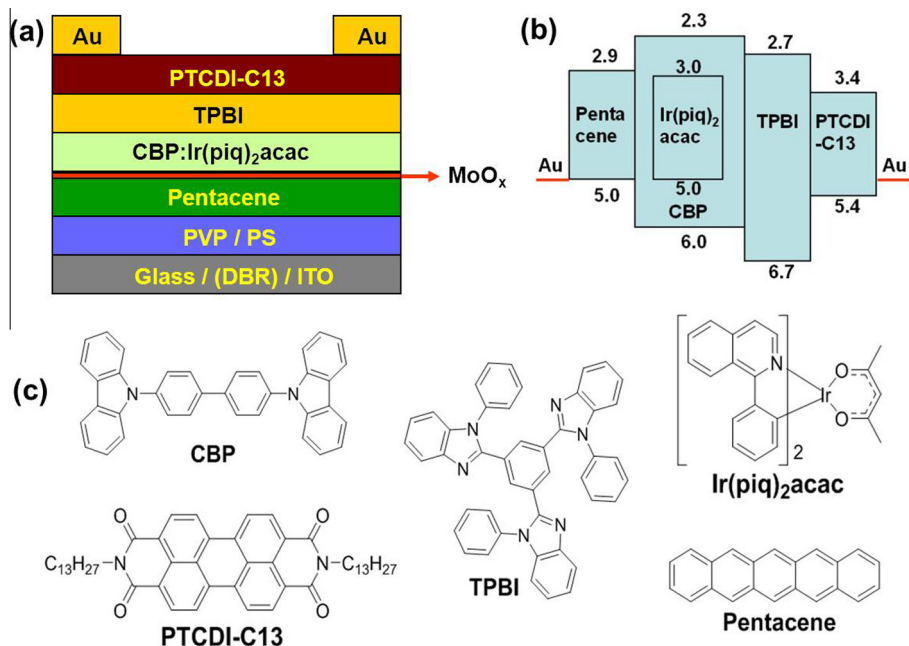 (a)
Au
Au
PTCDI-C13
TPBI
CBP:Ir(piq)₂acac
MoOₓ
Pentacene
PVP / PS
Glass / (DBR) / ITO
(b)
2.3
2.9
2.7
3.0
3.4
Penta
cene
Ir(piq)₂
acac
TPBI
PTCDI
-C13
Au
Au
5.0
5.0
CBP
5.4
6.0
6.7
(c)
N
N
CBP
O
O
C₁₃H₂₇
N
N
C₁₃H₂₇
O
O
PTCDI-C13
N
N
N
N
N
N
TPBI
N
O
Ir
O
2
Ir(piq)₂acac
Pentacene